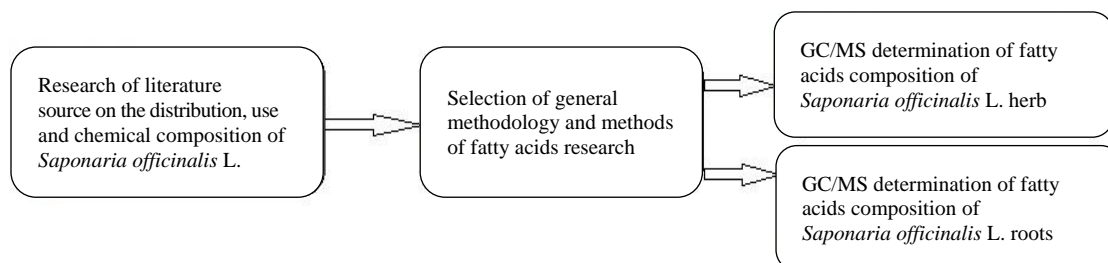 Research of literature
source on the distribution, use
and chemical composition of
Saponaria officinalis L.
Selection of general
methodology and methods
of fatty acids research
GC/MS determination of fatty
acids composition of
Saponaria officinalis L. herb
GC/MS determination of fatty
acids composition of
Saponaria officinalis L. roots